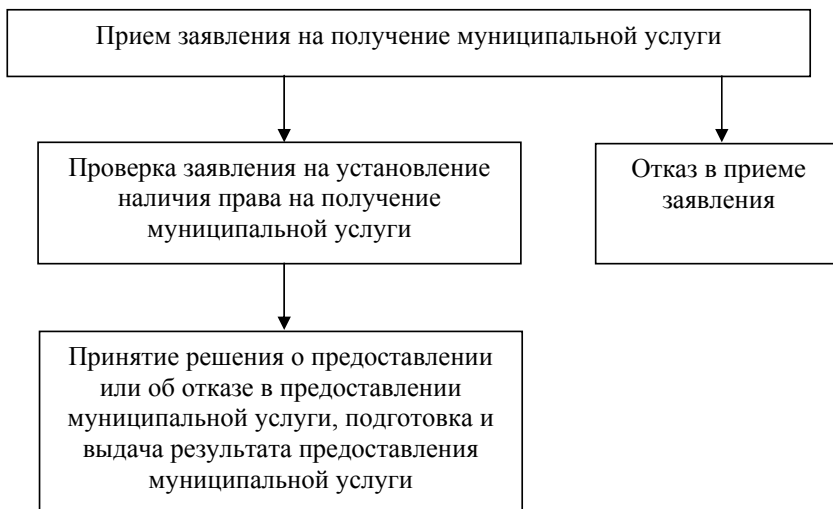 Прием заявления на получение муниципальной услуги
Проверка заявления на установление
наличия права на получение
муниципальной услуги
Отказ в приеме
заявления
Принятие решения о предоставлении
или об отказе в предоставлении
муниципальной услуги, подготовка и
выдача результата предоставления
муниципальной услуги